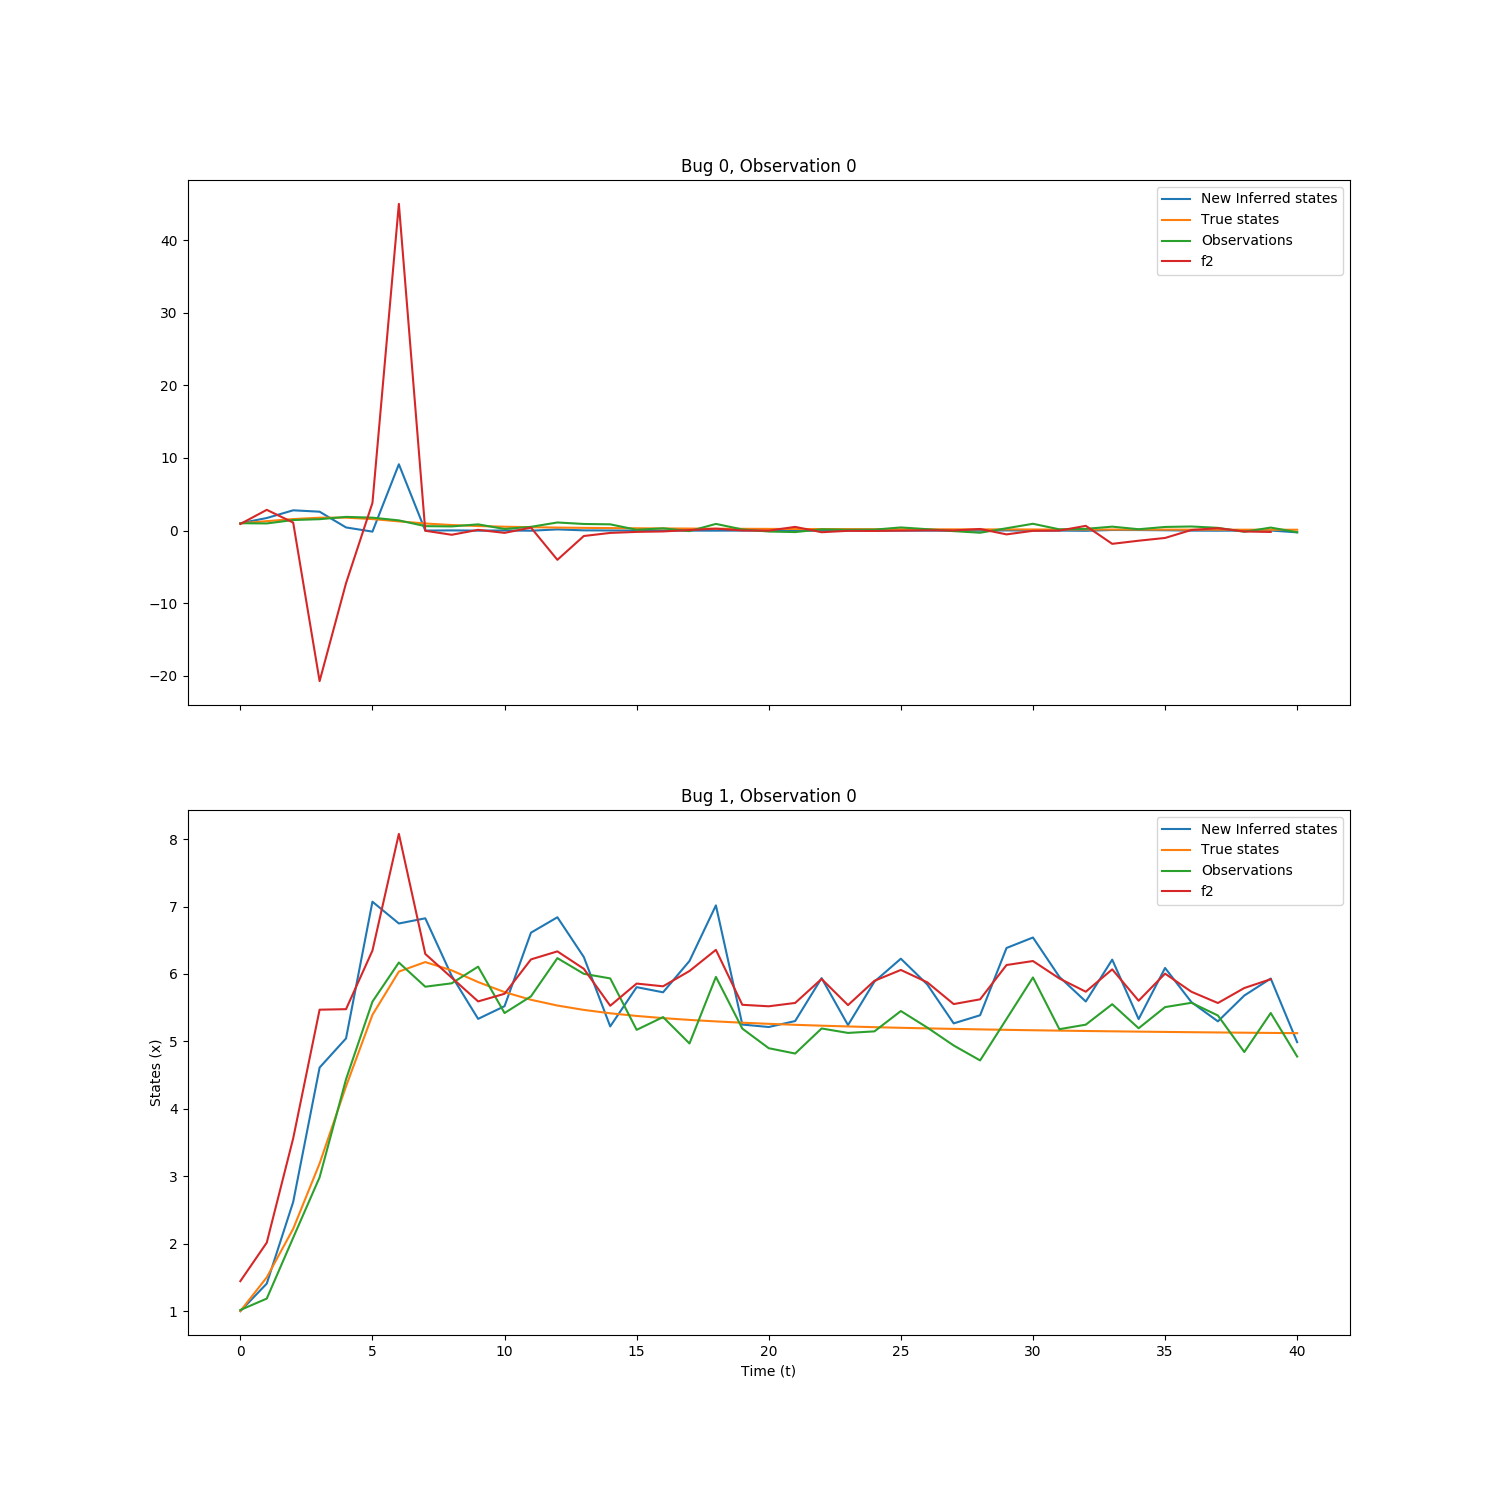 Bug 0, Observation 0
New Inferred states
True states
Observations
f2
40
30
20
10
0
−10
−20
Bug 1, Observation 0
New Inferred states
True states
Observations
f2
8
7
6
5
4
3
2
1
States (x)
0 5 10 15 20 25 30 35 40
Time (t)